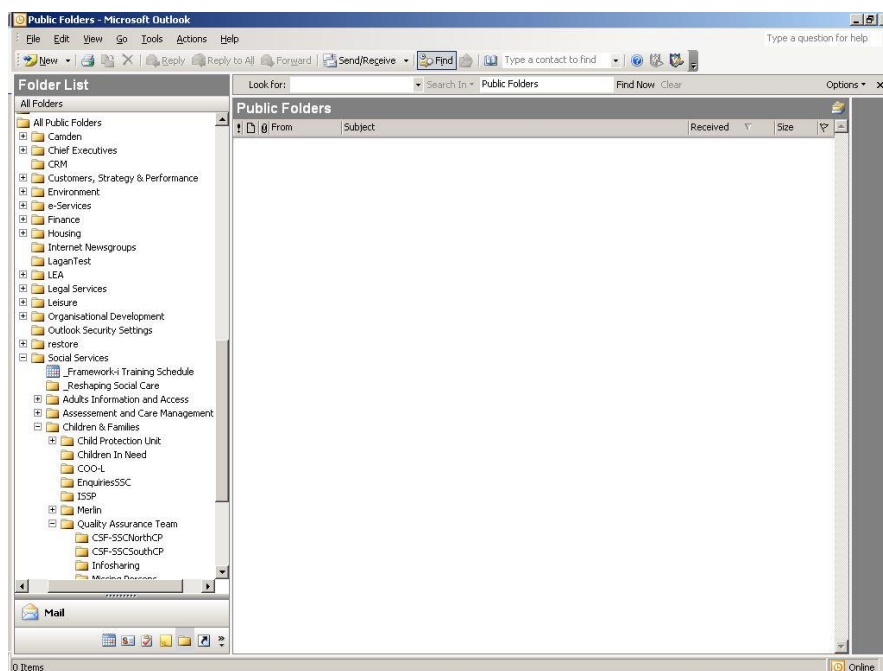 Public Folders - Microsoft Outlook
File Edit View Go Tools Actions Help Type a question for help
New Reply Reply to All Forward Send/Receive Find Type a contact to find
Folder List
Look for: Search In Public Folders Find Now Clear Options
All Folders
Public Folders
From Subject Received Size
All Public Folders
Camden
Chief Executives
CRM
Customers, Strategy & Performance
Environment
e-Services
Finance
Housing
Internet Newsgroups
LaganTest
LEA
Legal Services
Leisure
Organisational Development
Outlook Security Settings
restore
Social Services
_Framework-i Training Schedule
_Reshaping Social Care
Adults Information and Access
Assessement and Care Management
Children & Families
Child Protection Unit
Children In Need
COO-L
EnquiriesSSC
ISSP
Merlin
Quality Assurance Team
CSF-SSCNorthCP
CSF-SSCSouthCP
Infosharing
Missing Persons
Mail
0 Items Online